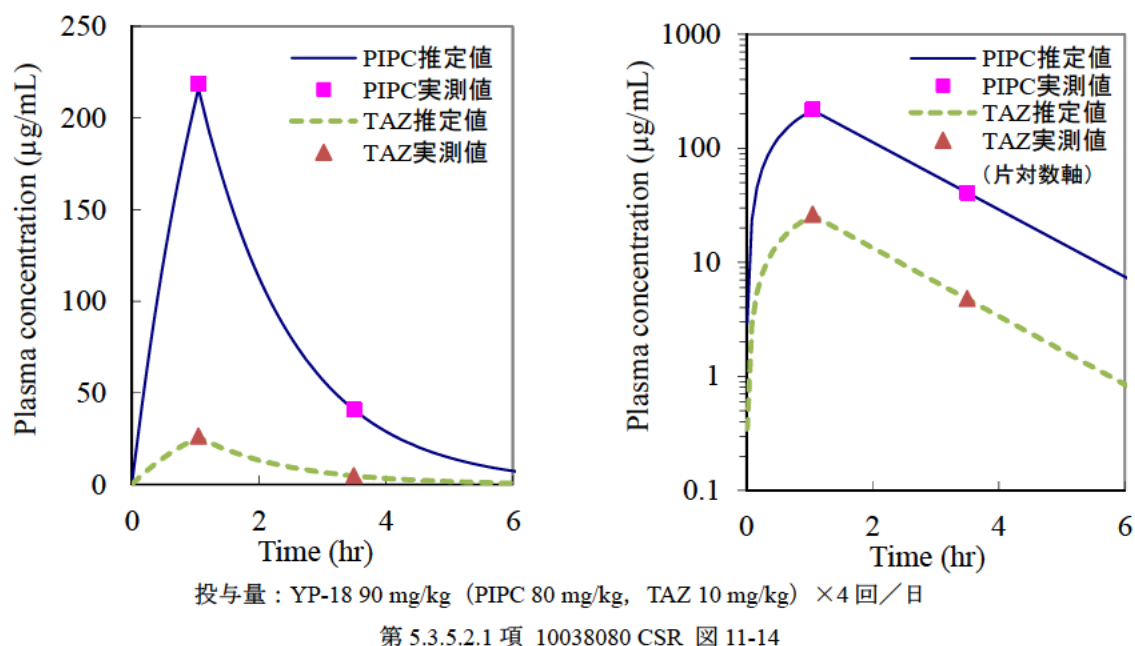 250
200
150
100
50
0
Plasma concentration (µg/mL)
PIPC推定値
PIPC実測値
TAZ推定値
TAZ実測値
0 2 4 6
Time (hr)
1000
100
10
1
0.1
Plasma concentration (µg/mL)
PIPC推定値
PIPC実測値
TAZ推定値
TAZ実測値
（片対数軸）
0 2 4 6
Time (hr)
投与量：YP-18 90 mg/kg（PIPC 80 mg/kg，TAZ 10 mg/kg）×4 回／日
第 5.3.5.2.1 項 10038080 CSR 図 11-14